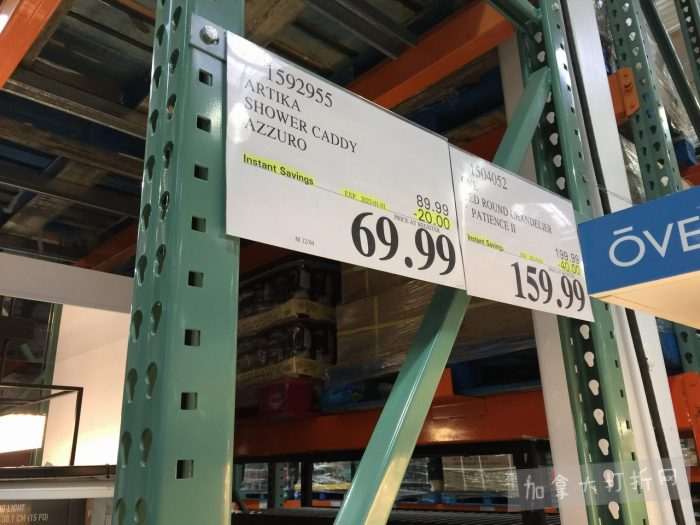 1592955
ARTIKA
SHOWER CADDY
AZZURO
Instant Savings
89.99
-20.00
69.99
1504052
ROUND CHANDELIER
PATIENCE II
Instant Savings
199.99
-40.00
159.99
ŌVE
LIGHT
加拿大打折网